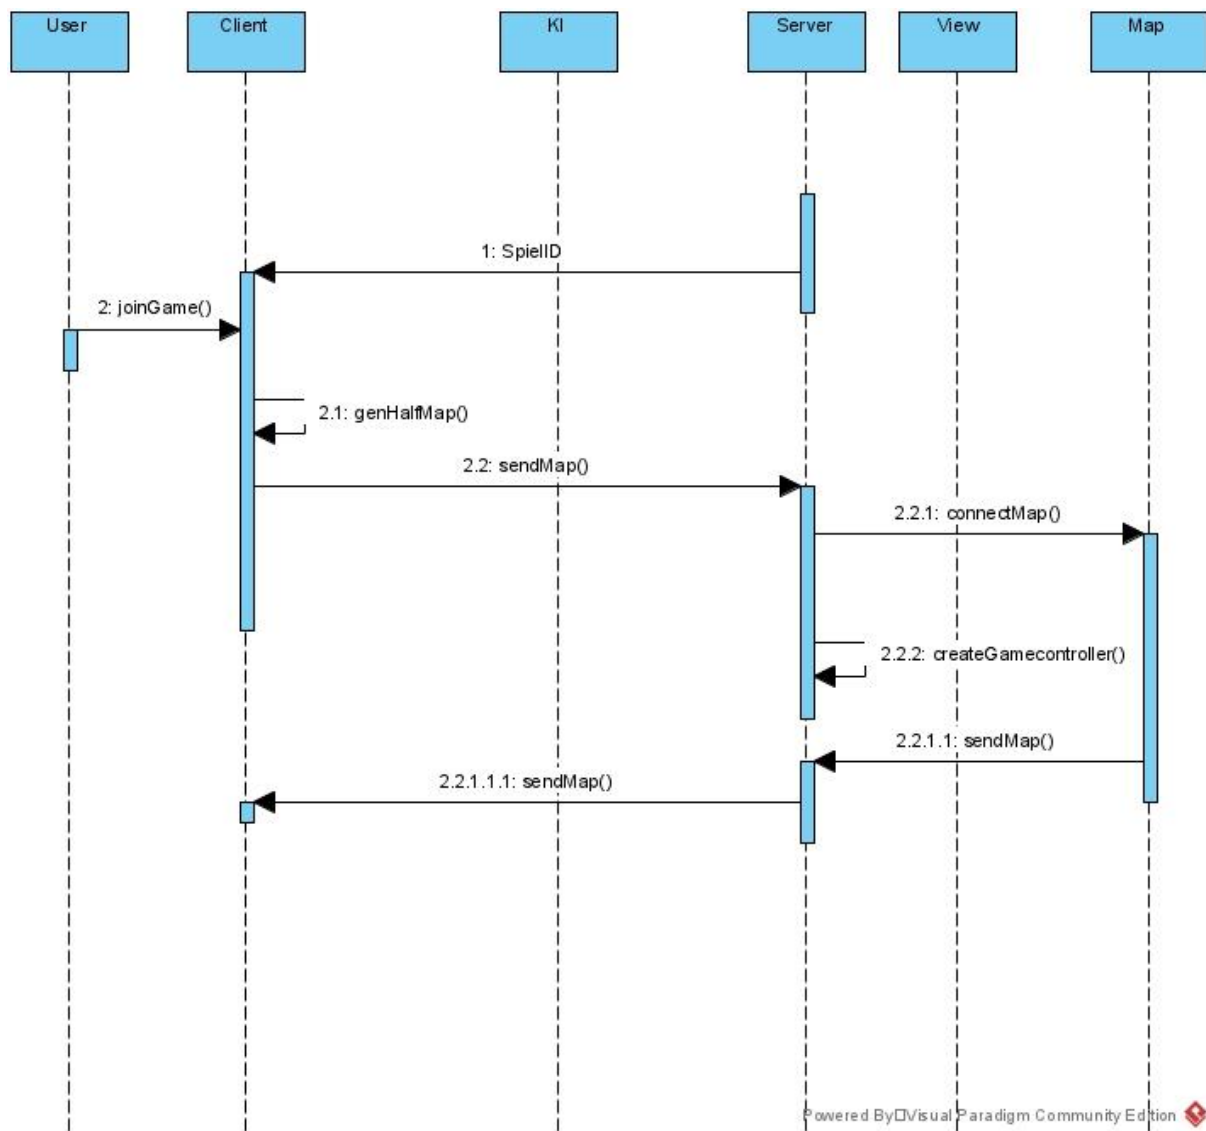 User
Client
KI
Server
View
Map
1: SpielID
2: joinGame()
2.1: genHalfMap()
2.2: sendMap()
2.2.1: connectMap()
2.2.2: createGamecontroller()
2.2.1.1: sendMap()
2.2.1.1.1: sendMap()
Powered By□Visual Paradigm Community Edition